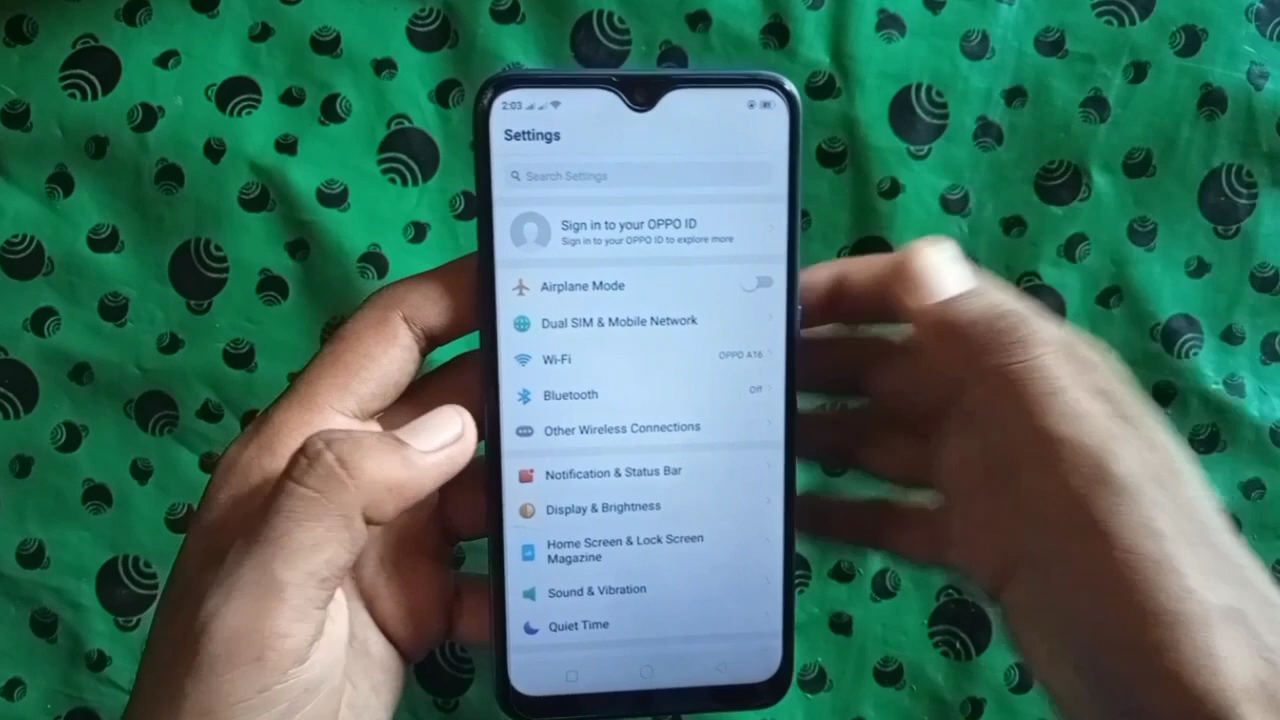 2:03
Settings
Search Settings
Sign in to your OPPO ID
Sign in to your OPPO ID to explore more
Airplane Mode
Dual SIM & Mobile Network
Wi-Fi OPPO A16
Bluetooth Off
Other Wireless Connections
Notification & Status Bar
Display & Brightness
Home Screen & Lock Screen
Magazine
Sound & Vibration
Quiet Time